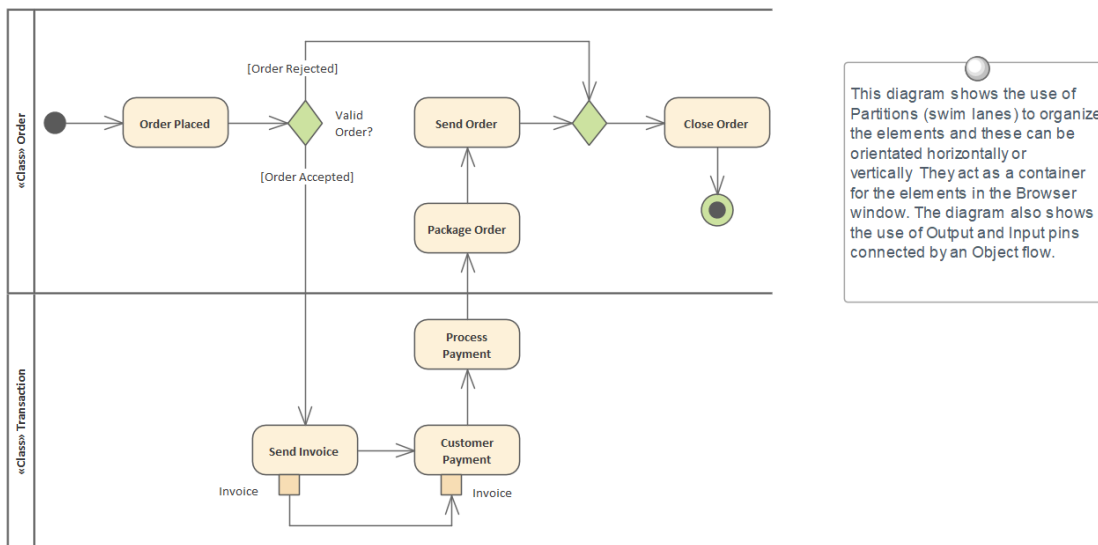 «Class» Order
[Order Rejected]
Order Placed
Valid
Order?
Send Order
Close Order
[Order Accepted]
Package Order
«Class» Transaction
Process
Payment
Send Invoice
Customer
Payment
Invoice
Invoice
This diagram shows the use of
Partitions (swim lanes) to organize
the elements and these can be
orientated horizontally or
vertically They act as a container
for the elements in the Browser
window. The diagram also shows
the use of Output and Input pins
connected by an Object flow.